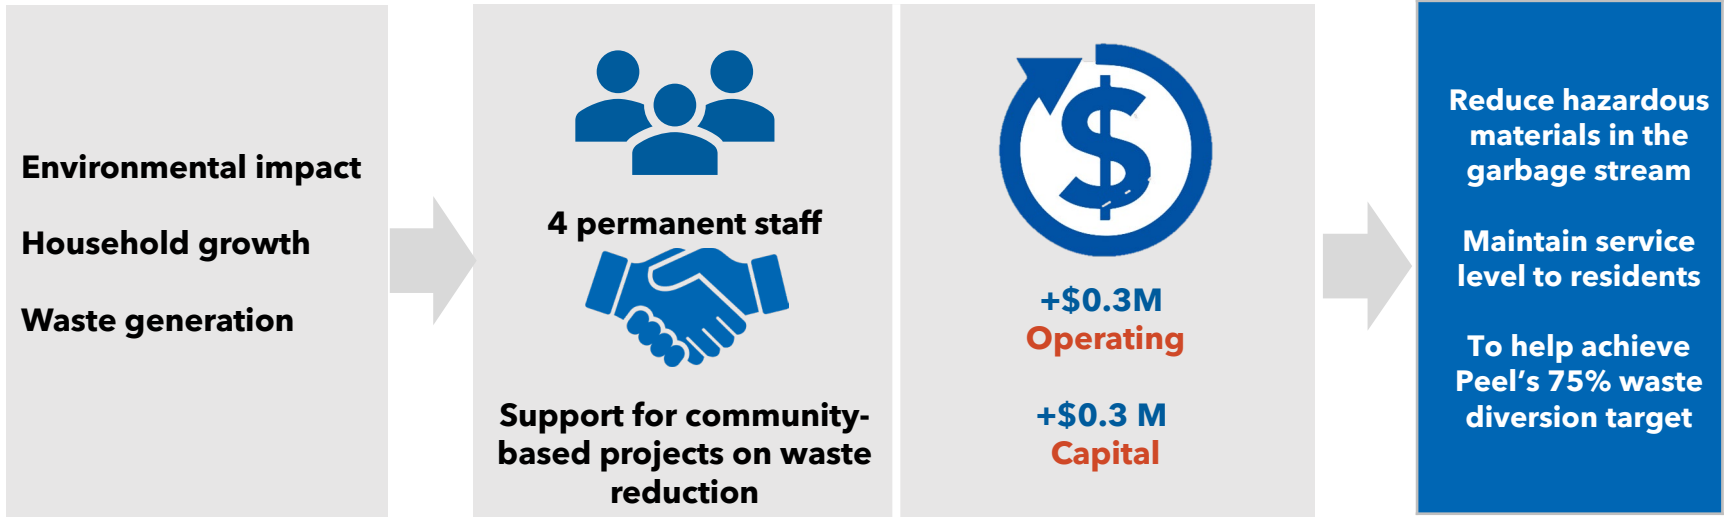 Environmental impact
Household growth
Waste generation
4 permanent staff
Support for community-
based projects on waste
reduction
$
+$0.3M
Operating
+$0.3 M
Capital
Reduce hazardous
materials in the
garbage stream
Maintain service
level to residents
To help achieve
Peel’s 75% waste
diversion target